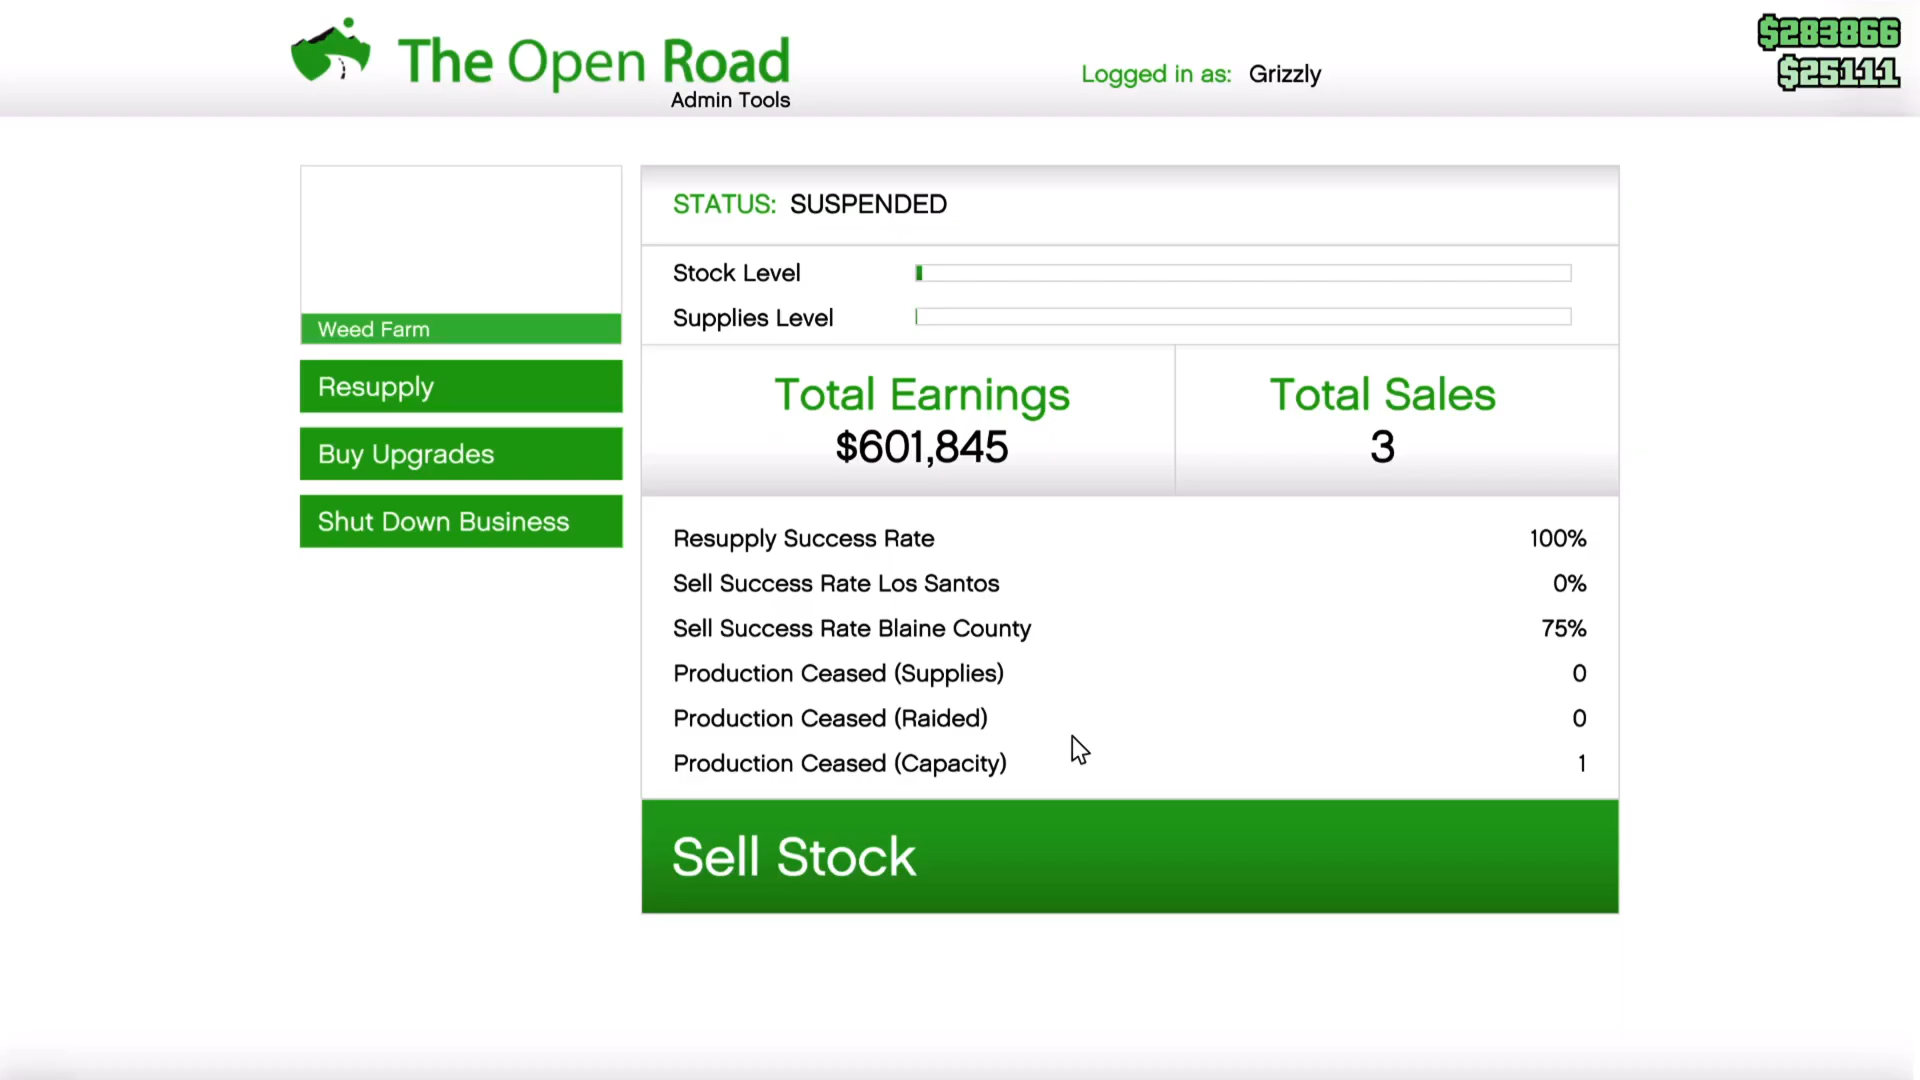 The Open Road
Admin Tools
Logged in as: Grizzly
$283866
$25111
Weed Farm
Resupply
Buy Upgrades
Shut Down Business
STATUS: SUSPENDED
Stock Level
Supplies Level
Total Earnings
$601,845
Total Sales
3
Resupply Success Rate 100%
Sell Success Rate Los Santos 0%
Sell Success Rate Blaine County 75%
Production Ceased (Supplies) 0
Production Ceased (Raided) 0
Production Ceased (Capacity) 1
Sell Stock